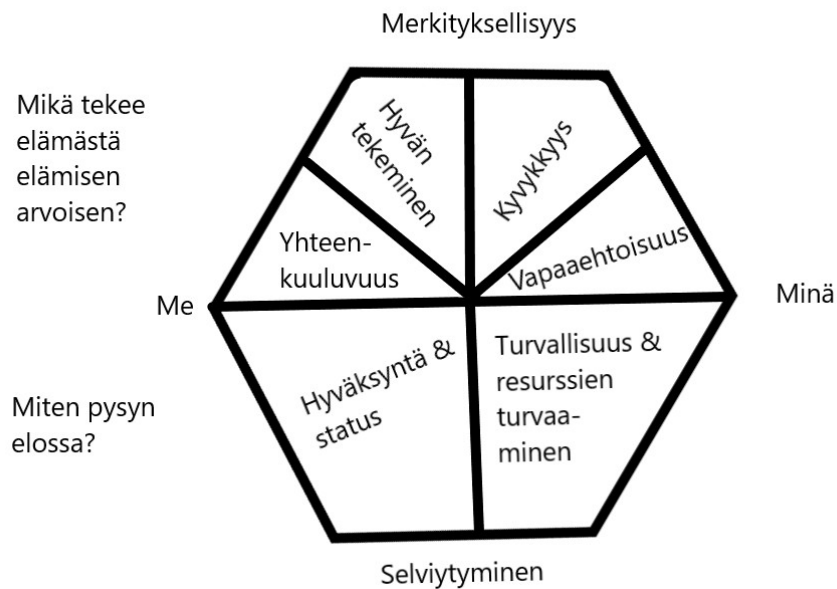 Merkityksellisyys
Mikä tekee
elämästä
elämisen
arvoisen?
Hyvän
tekeminen
Kyvykkyys
Yhteen-
kuuluvuus
Vapaaehtoisuus
Me
Minä
Miten pysyn
elossa?
Hyväksyntä &
status
Turvallisuus &
resurssien
turvaa-
minen
Selviytyminen